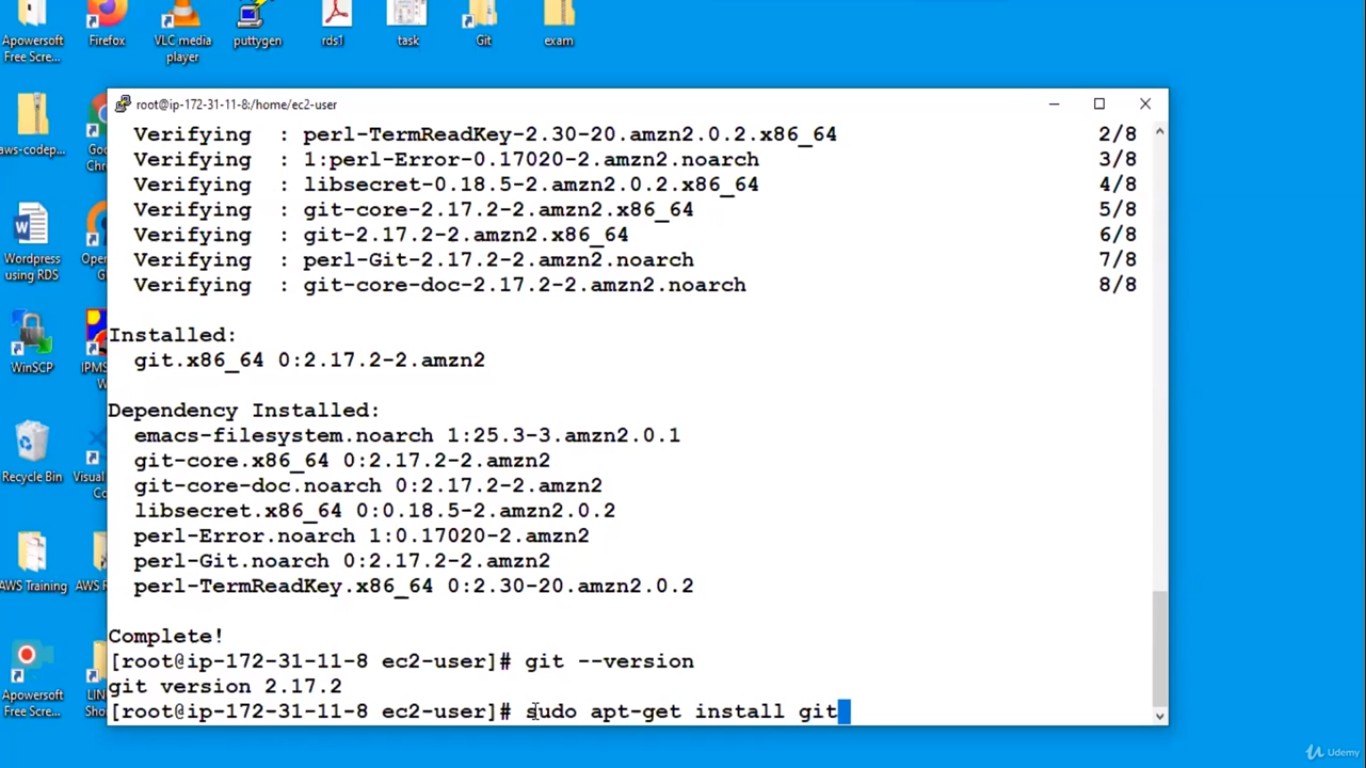 Apowersoft
Free Scre...
Firefox
VLC media
player
puttygen
rds1
task
Git
exam
root@ip-172-31-11-8:/home/ec2-user
aws-codep...
Goo
Chro
W
Wordpress
using RDS
Open
G
WinSCP
IPMS
W
Recycle Bin
Visual
Co
AWS Training
AWS R
Apowersoft
Free Scre...
LIN
Sho
Verifying : perl-TermReadKey-2.30-20.amzn2.0.2.x86_64 2/8
Verifying : 1:perl-Error-0.17020-2.amzn2.noarch 3/8
Verifying : libsecret-0.18.5-2.amzn2.0.2.x86_64 4/8
Verifying : git-core-2.17.2-2.amzn2.x86_64 5/8
Verifying : git-2.17.2-2.amzn2.x86_64 6/8
Verifying : perl-Git-2.17.2-2.amzn2.noarch 7/8
Verifying : git-core-doc-2.17.2-2.amzn2.noarch 8/8
Installed:
git.x86_64 0:2.17.2-2.amzn2
Dependency Installed:
emacs-filesystem.noarch 1:25.3-3.amzn2.0.1
git-core.x86_64 0:2.17.2-2.amzn2
git-core-doc.noarch 0:2.17.2-2.amzn2
libsecret.x86_64 0:0.18.5-2.amzn2.0.2
perl-Error.noarch 1:0.17020-2.amzn2
perl-Git.noarch 0:2.17.2-2.amzn2
perl-TermReadKey.x86_64 0:2.30-20.amzn2.0.2
Complete!
[root@ip-172-31-11-8 ec2-user]# git --version
git version 2.17.2
[root@ip-172-31-11-8 ec2-user]# sudo apt-get install git
Udemy